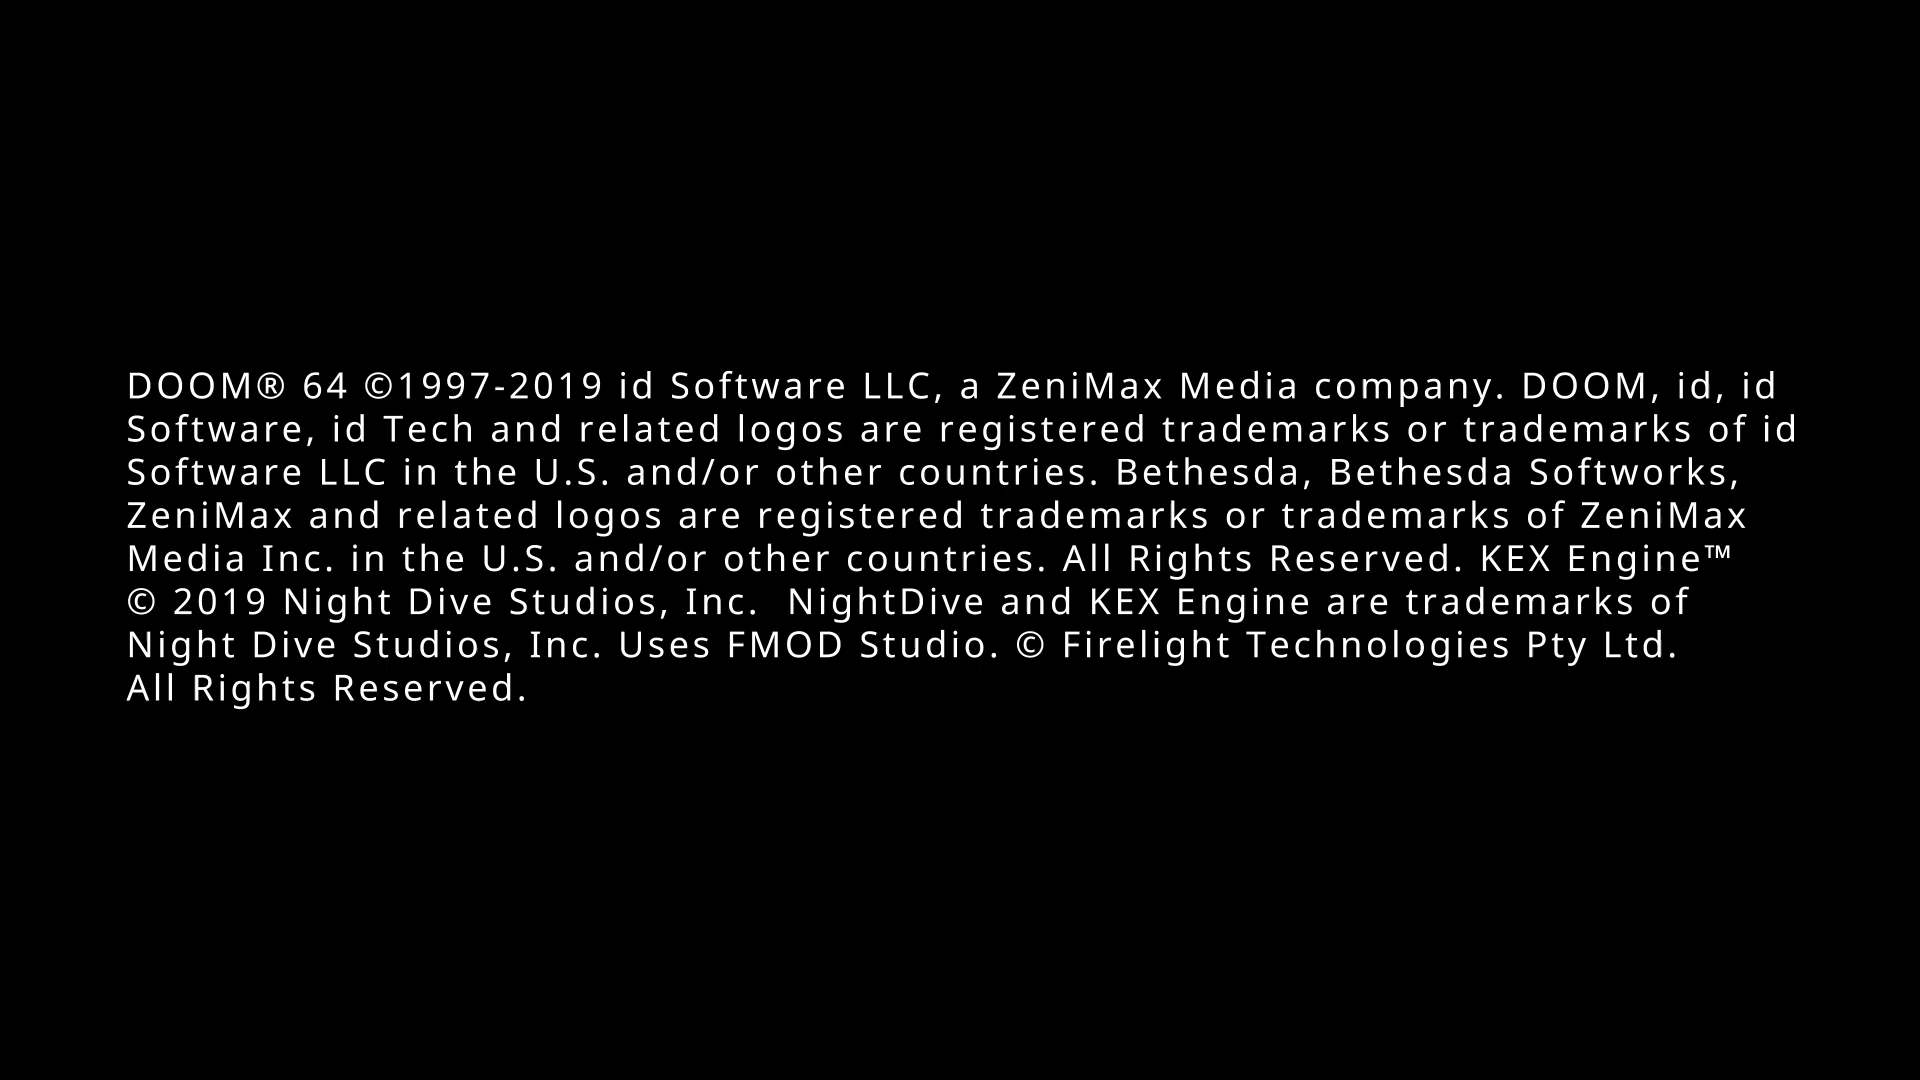 DOOM® 64 ©1997-2019 id Software LLC, a ZeniMax Media company. DOOM, id, id
Software, id Tech and related logos are registered trademarks or trademarks of id
Software LLC in the U.S. and/or other countries. Bethesda, Bethesda Softworks,
ZeniMax and related logos are registered trademarks or trademarks of ZeniMax
Media Inc. in the U.S. and/or other countries. All Rights Reserved. KEX Engine™
© 2019 Night Dive Studios, Inc.  NightDive and KEX Engine are trademarks of
Night Dive Studios, Inc. Uses FMOD Studio. © Firelight Technologies Pty Ltd.
All Rights Reserved.